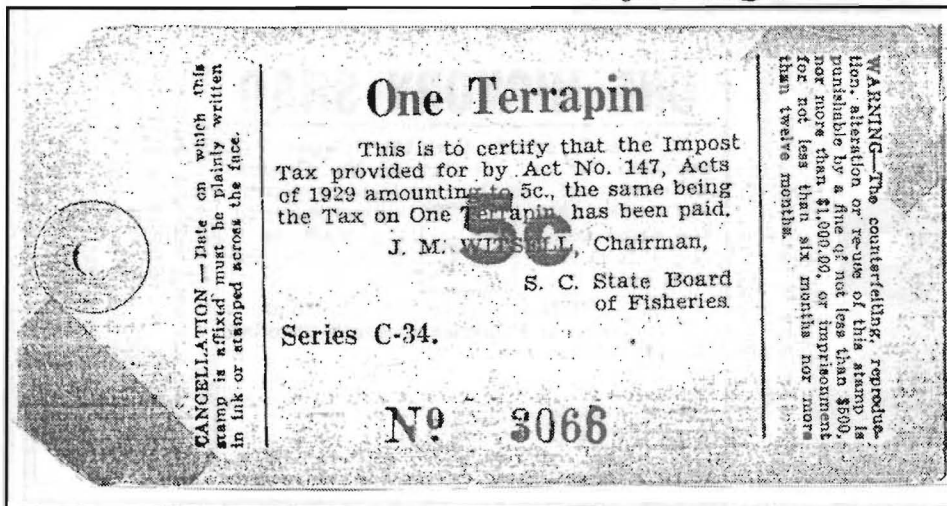 CANCELLATION — Date on which this
stamp is affixed must be plainly written
in ink or stamped across the face.
One Terrapin
This is to certify that the Impost
Tax provided for by Act No. 147, Acts
of 1929 amounting to 5c., the same being
the Tax on One Terrapin, has been paid.
5c
J. M. WITSELL, Chairman,
S. C. State Board
of Fisheries
Series C-34.
Nº 3066
WARNING—The counterfeiting, reproduc-
tion, alteration or re-use of this stamp is
punishable by a fine of not less than $500,
nor more than $1,000.00, or imprisonment
for not less than six months nor more
than twelve months.